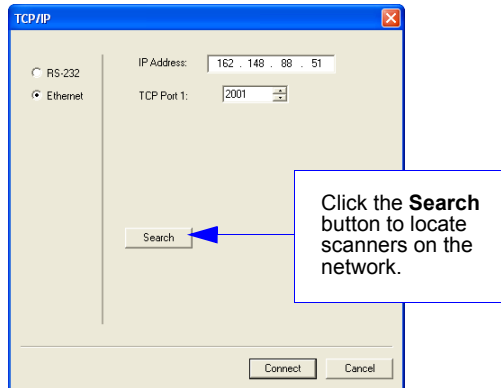 TCP/IP
RS-232
Ethernet
IP Address: 162 . 148 . 88 . 51
TCP Port 1: 2001
Search
Click the Search
button to locate
scanners on the
network.
Connect Cancel